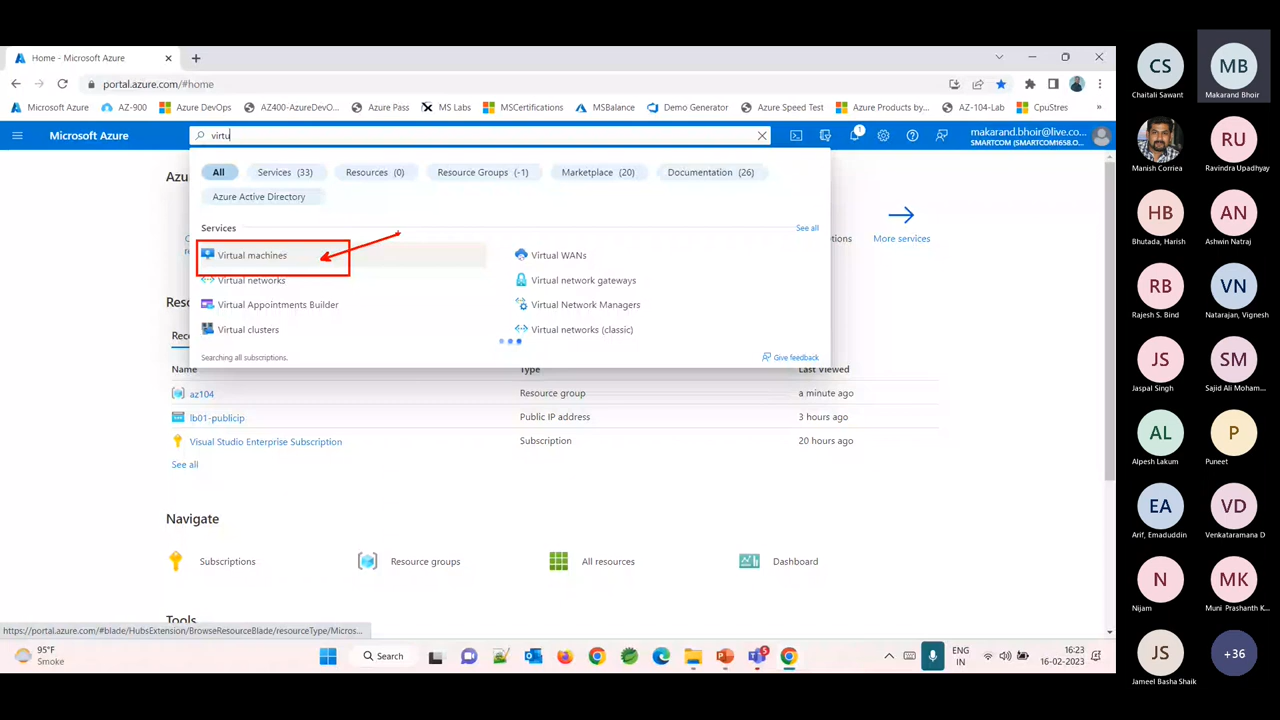 Home - Microsoft Azure
portal.azure.com/#home
Microsoft Azure
AZ-900
Azure DevOps
AZ400-AzureDevO...
Azure Pass
MS Labs
MSCertifications
MSBalance
Demo Generator
Azure Speed Test
Azure Products by...
AZ-104-Lab
CpuStres
»
Microsoft Azure
virtu
1
makarand.bhoir@live.co...
SMARTCOM (SMARTCOM1658.O...
All
Services (33)
Resources (0)
Resource Groups (-1)
Marketplace (20)
Documentation (26)
Azure Active Directory
Services
See all
Virtual machines
Virtual WANs
Virtual networks
Virtual network gateways
Virtual Appointments Builder
Virtual Network Managers
Virtual clusters
Virtual networks (classic)
Searching all subscriptions.
Give feedback
More services
Name
Type
Last Viewed
az104
Resource group
a minute ago
lb01-publicip
Public IP address
3 hours ago
Visual Studio Enterprise Subscription
Subscription
20 hours ago
See all
Navigate
Subscriptions
Resource groups
All resources
Dashboard
Tools
https://portal.azure.com/#blade/HubsExtension/BrowseResourceBlade/resourceType/Micros...
95°F
Smoke
Search
5
ENG
IN
16:23
16-02-2023
CS
Chaitali Sawant
MB
Makarand Bhoir
Manish Corriea
RU
Ravindra Upadhyay
HB
Bhutada, Harish
AN
Ashwin Natraj
RB
Rajesh S. Bind
VN
Natarajan, Vignesh
JS
Jaspal Singh
SM
Sajid Ali Moham...
AL
Alpesh Lakum
P
Puneet
EA
Arif, Emaduddin
VD
Venkataramana D
N
Nijam
MK
Muni Prashanth K...
JS
Jameel Basha Shaik
+36